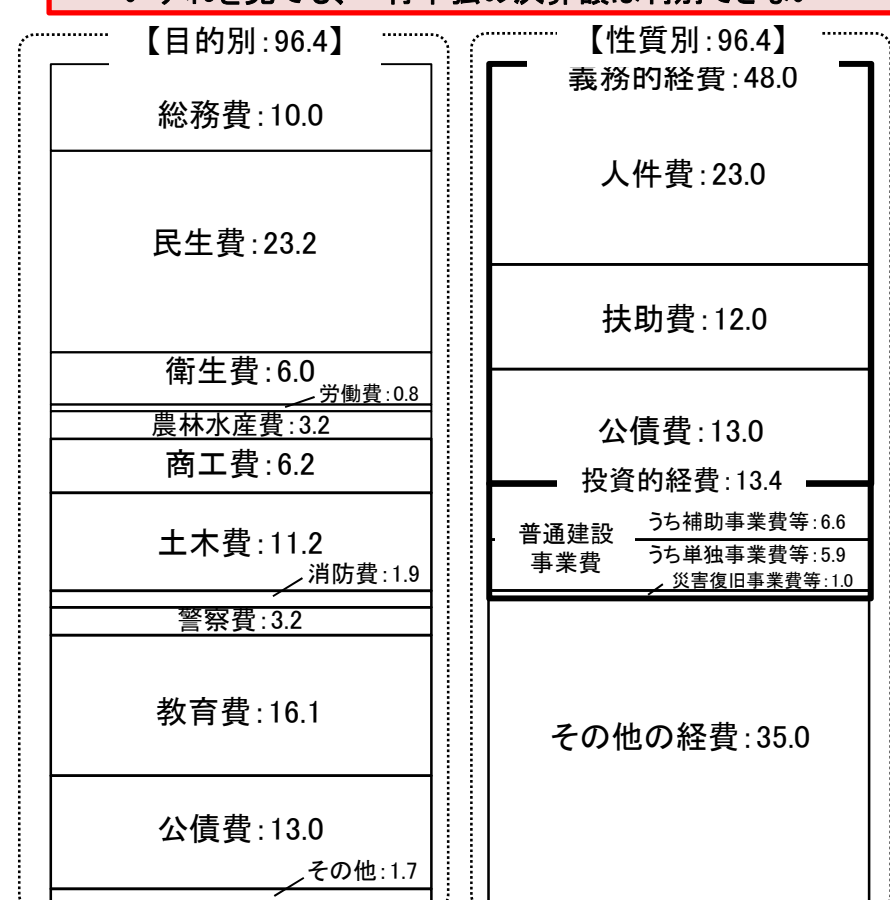 【目的別:96.4】
総務費:10.0
民生費:23.2
衛生費:6.0
労働費:0.8
農林水産費:3.2
商工費:6.2
土木費:11.2
消防費:1.9
警察費:3.2
教育費:16.1
公債費:13.0
その他:1.7
【性質別:96.4】
義務的経費:48.0
人件費:23.0
扶助費:12.0
公債費:13.0
投資的経費:13.4
普通建設
事業費
うち補助事業費等:6.6
うち単独事業費等:5.9
災害復旧事業費等:1.0
その他の経費:35.0